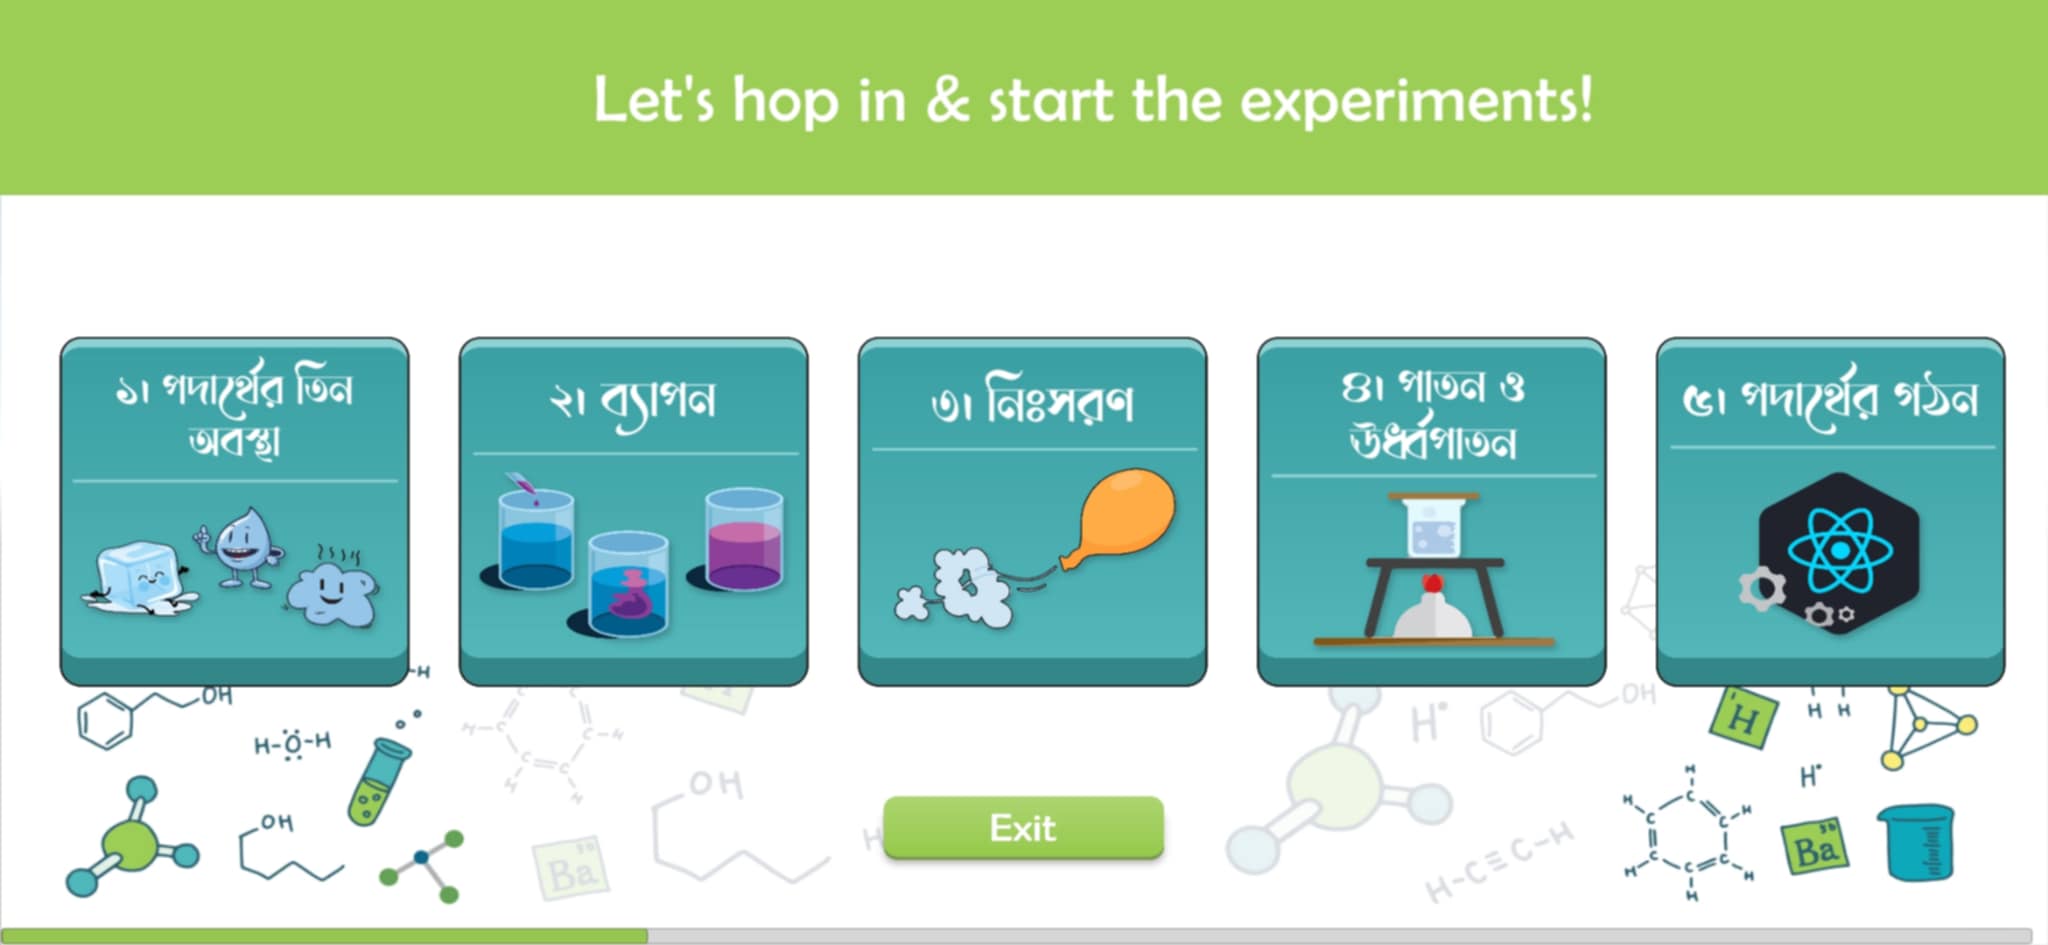 Let's hop in & start the experiments!
১। পদার্থের তিন
অবস্থা
২। ব্যাপন
৩। নিঃসরণ
৪। পাতন ও
ঊর্ধ্বপাতন
৫। পদার্থের গঠন
-H
OH
H-Ö-H
OH
OH
Ba
H
H•
OH
H-C≡C-H
H
H H
H•
Ba
Exit